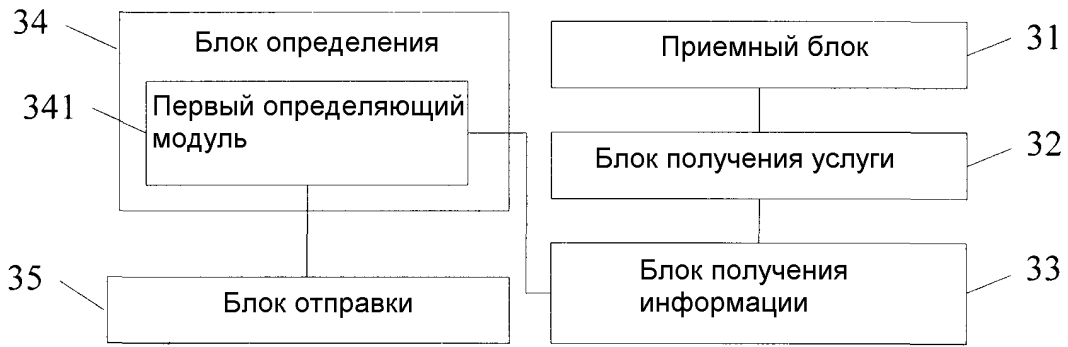 34
Блок определения
341
Первый определяющий
модуль
35
Блок отправки
Приемный блок
31
Блок получения услуги
32
Блок получения
информации
33